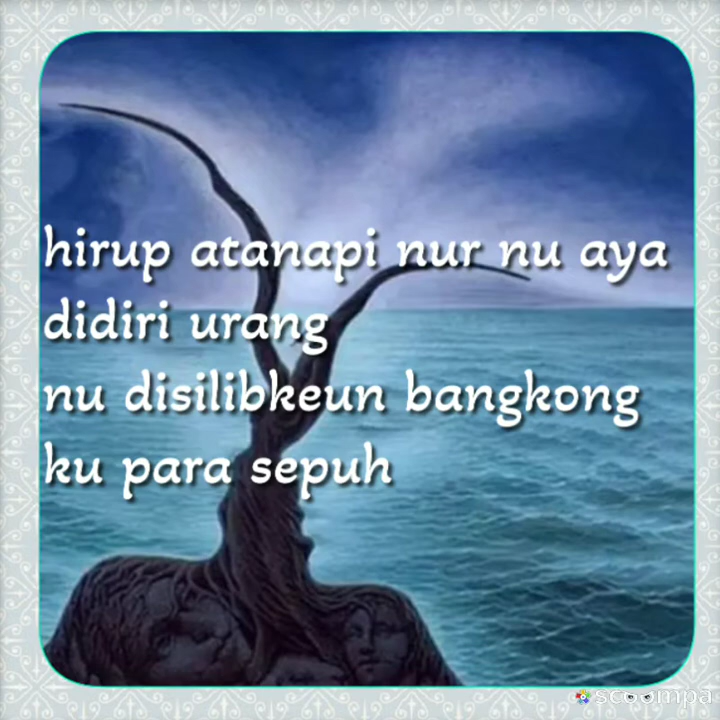 hirup atanapi nur nu aya
didiri urang
nu disilibkeun bangkong
ku para sepuh
scoompa